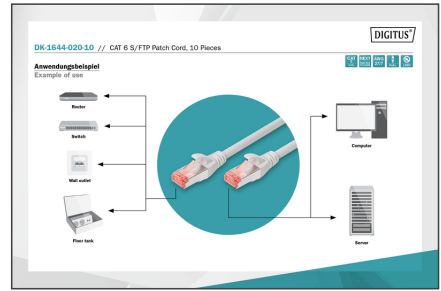 DIGITUS®
DK-1644-020-10 // CAT 6 S/FTP Patch Cord, 10 Pieces
Anwendungsbeispiel
Example of use
Router
Switch
Wall outlet
Floor tank
Computer
Server